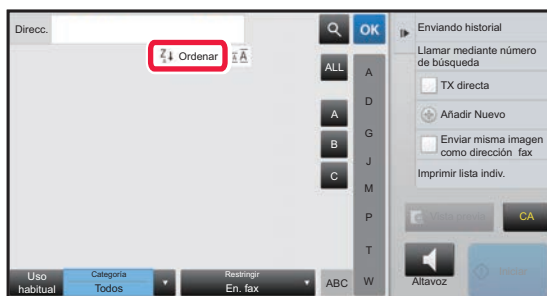 Direcc.
OK
Ordenar
ALL
A
B
C
ABC
A
D
G
J
M
P
T
W
Uso habitual
Categoría
Todos
Restringir
En. fax
Enviando historial
Llamar mediante número
de búsqueda
TX directa
Añadir Nuevo
Enviar misma imagen
como dirección fax
Imprimir lista indiv.
CA
Altavoz